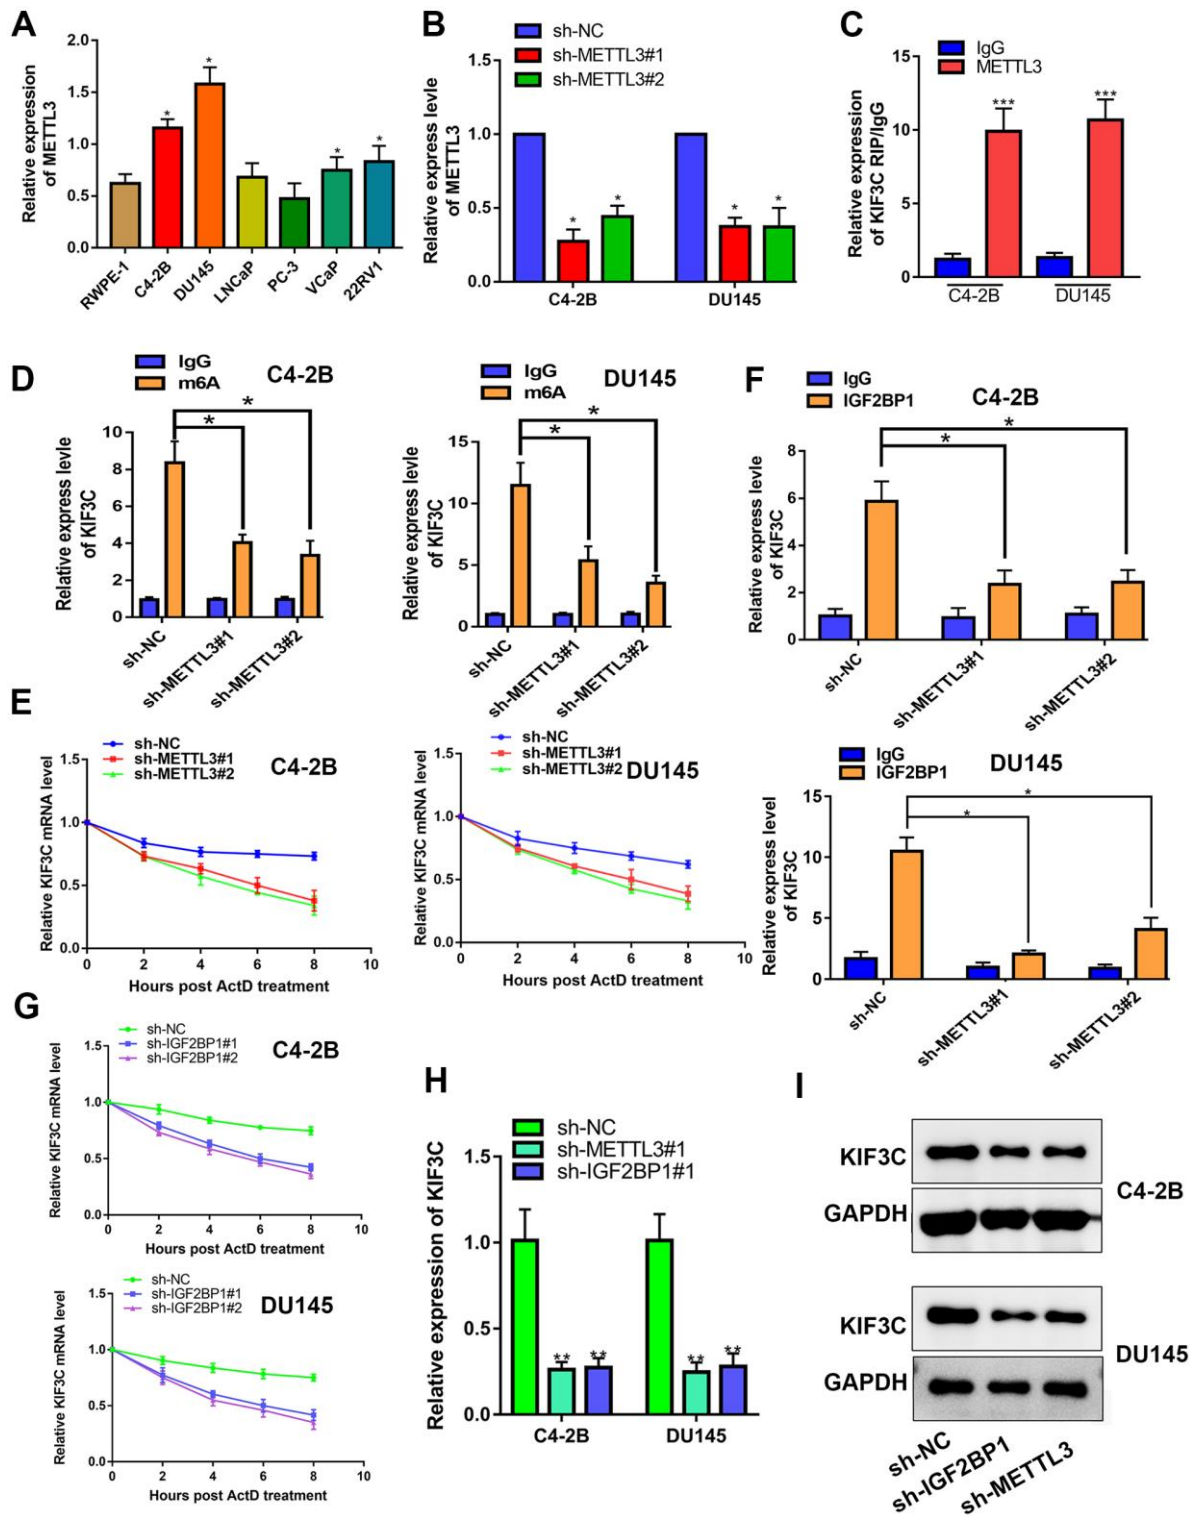 A
Relative expression
of METTL3
2.0
1.5
1.0
0.5
0.0
*
*
*
*
RWPE-1
C4-2B
DU145
LNCaP
PC-3
VCaP
22RV1
B
sh-NC
sh-METTL3#1
sh-METTL3#2
Relative express levle
of METTL3
1.5
1.0
0.5
0.0
*
*
*
*
C4-2B
DU145
C
IgG
METTL3
Relative expression
of KIF3C RIP/IgG
15
10
5
0
***
***
C4-2B
DU145
D
IgG
m6A
C4-2B
Relative express levle
of KIF3C
10
8
6
4
2
0
*
*
sh-NC
sh-METTL3#1
sh-METTL3#2
IgG
m6A
DU145
Relative express levle
of KIF3C
15
10
5
0
*
*
sh-NC
sh-METTL3#1
sh-METTL3#2
F
IgG
IGF2BP1
C4-2B
Relative express levle
of KIF3C
8
6
4
2
0
*
*
sh-NC
sh-METTL3#1
sh-METTL3#2
E
sh-NC
sh-METTL3#1
sh-METTL3#2
C4-2B
Relative KIF3C mRNA level
1.5
1.0
0.5
0.0
0 2 4 6 8 10
Hours post ActD treatment
sh-NC
sh-METTL3#1
sh-METTL3#2
DU145
Relative KIF3C mRNA level
1.5
1.0
0.5
0.0
0 2 4 6 8 10
Hours post ActD treatment
IgG
IGF2BP1
DU145
Relative express level
of KIF3C
15
10
5
0
*
*
sh-NC
sh-METTL3#1
sh-METTL3#2
G
sh-NC
sh-IGF2BP1#1
sh-IGF2BP1#2
C4-2B
Relative KIF3C mRNA level
1.5
1.0
0.5
0.0
0 2 4 6 8 10
Hours post ActD treatment
sh-NC
sh-IGF2BP1#1
sh-IGF2BP1#2
DU145
Relative KIF3C mRNA level
1.5
1.0
0.5
0.0
0 2 4 6 8 10
Hours post ActD treatment
H
sh-NC
sh-METTL3#1
sh-IGF2BP1#1
Relative expression of KIF3C
1.5
1.0
0.5
0.0
**
**
**
**
C4-2B
DU145
I
KIF3C
GAPDH
C4-2B
KIF3C
GAPDH
DU145
sh-NC
sh-IGF2BP1
sh-METTL3